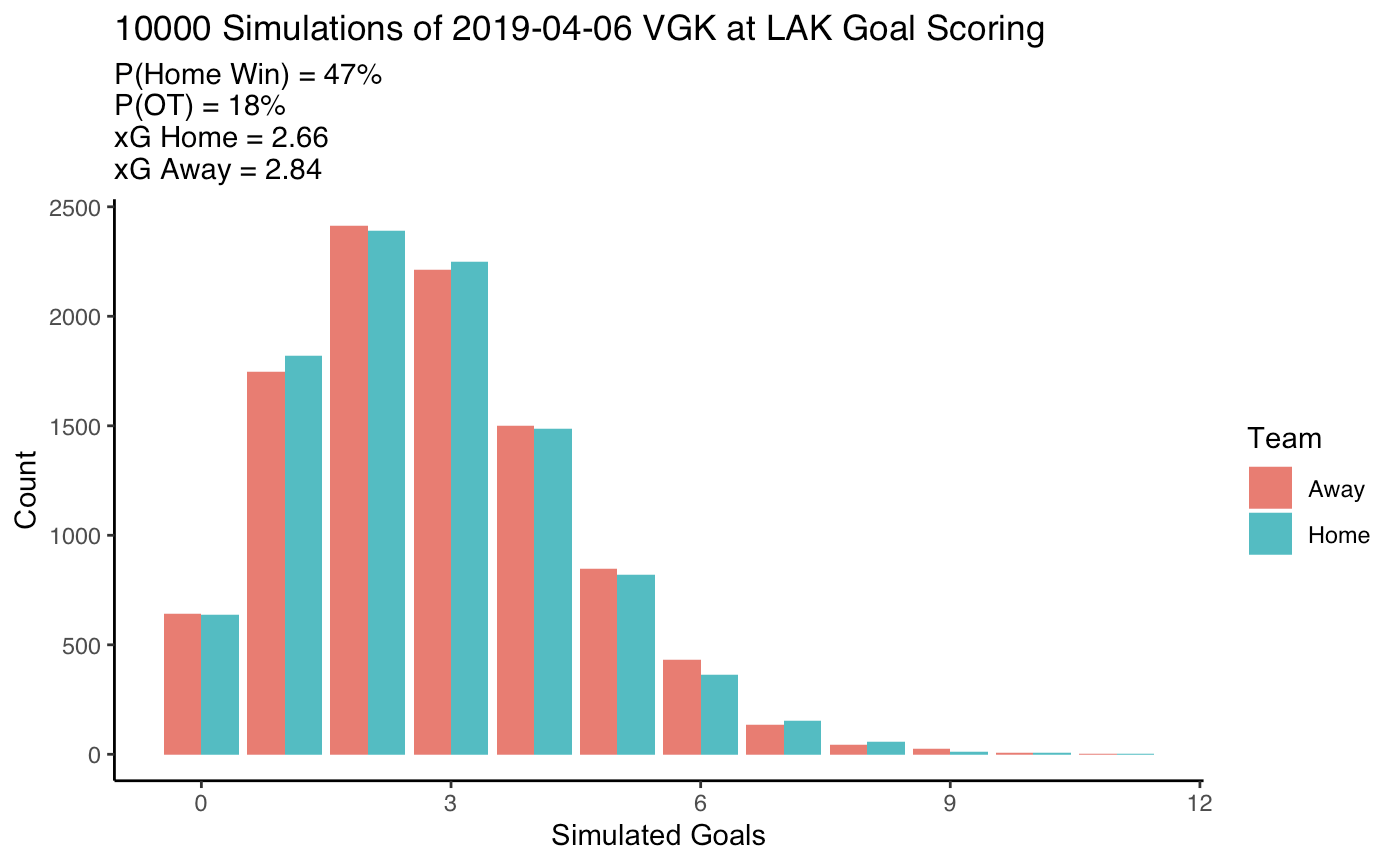 10000 Simulations of 2019-04-06 VGK at LAK Goal Scoring
P(Home Win) = 47%
P(OT) = 18%
xG Home = 2.66
xG Away = 2.84
2500
2000
1500
1000
500
0
Count
0 3 6 9 12
Simulated Goals
Team
Away
Home